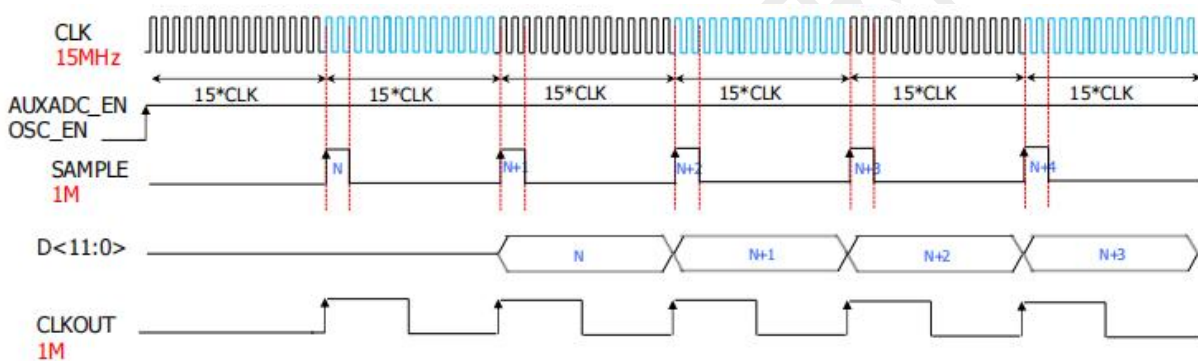 CLK
15MHz
15*CLK 15*CLK 15*CLK 15*CLK 15*CLK 15*CLK
AUXADC_EN
OSC_EN
SAMPLE
1M
N N+1 N+2 N+3 N+4
D<11:0>
N N+1 N+2 N+3
CLKOUT
1M